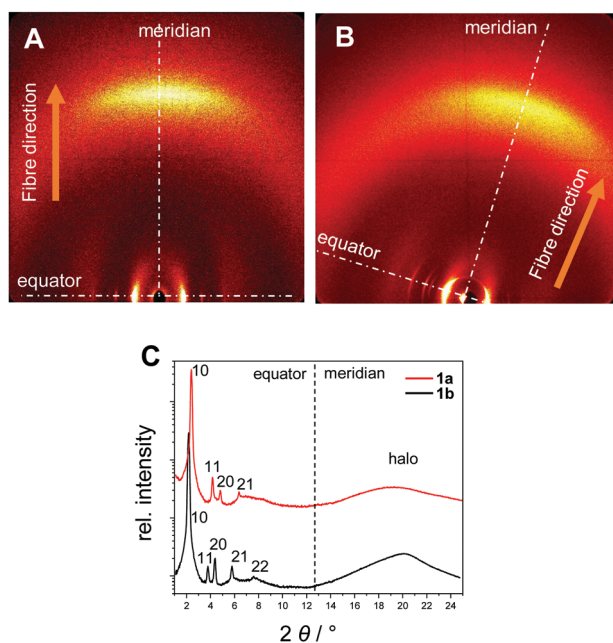 A
meridian
Fibre direction
equator
B
meridian
Fibre direction
equator
C
rel. intensity
equator
meridian
1a
1b
halo
10
11
20
21
10
11
20
21
22
2 4 6 8 10 12 14 16 18 20 22 24
2 θ / °